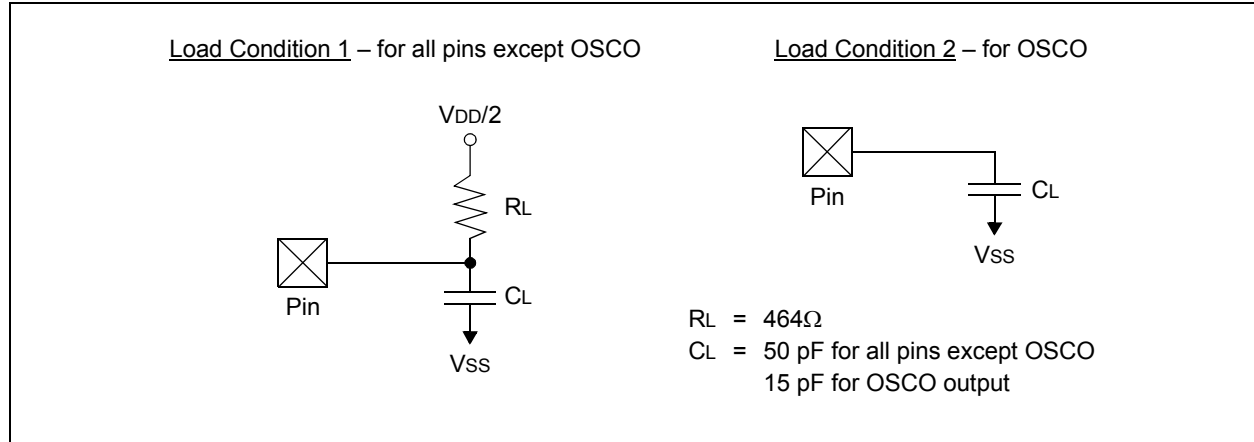 Load Condition 1 – for all pins except OSCO
VDD/2
RL
Pin
CL
VSS
Load Condition 2 – for OSCO
Pin
CL
VSS
RL = 464Ω
CL = 50 pF for all pins except OSCO
15 pF for OSCO output